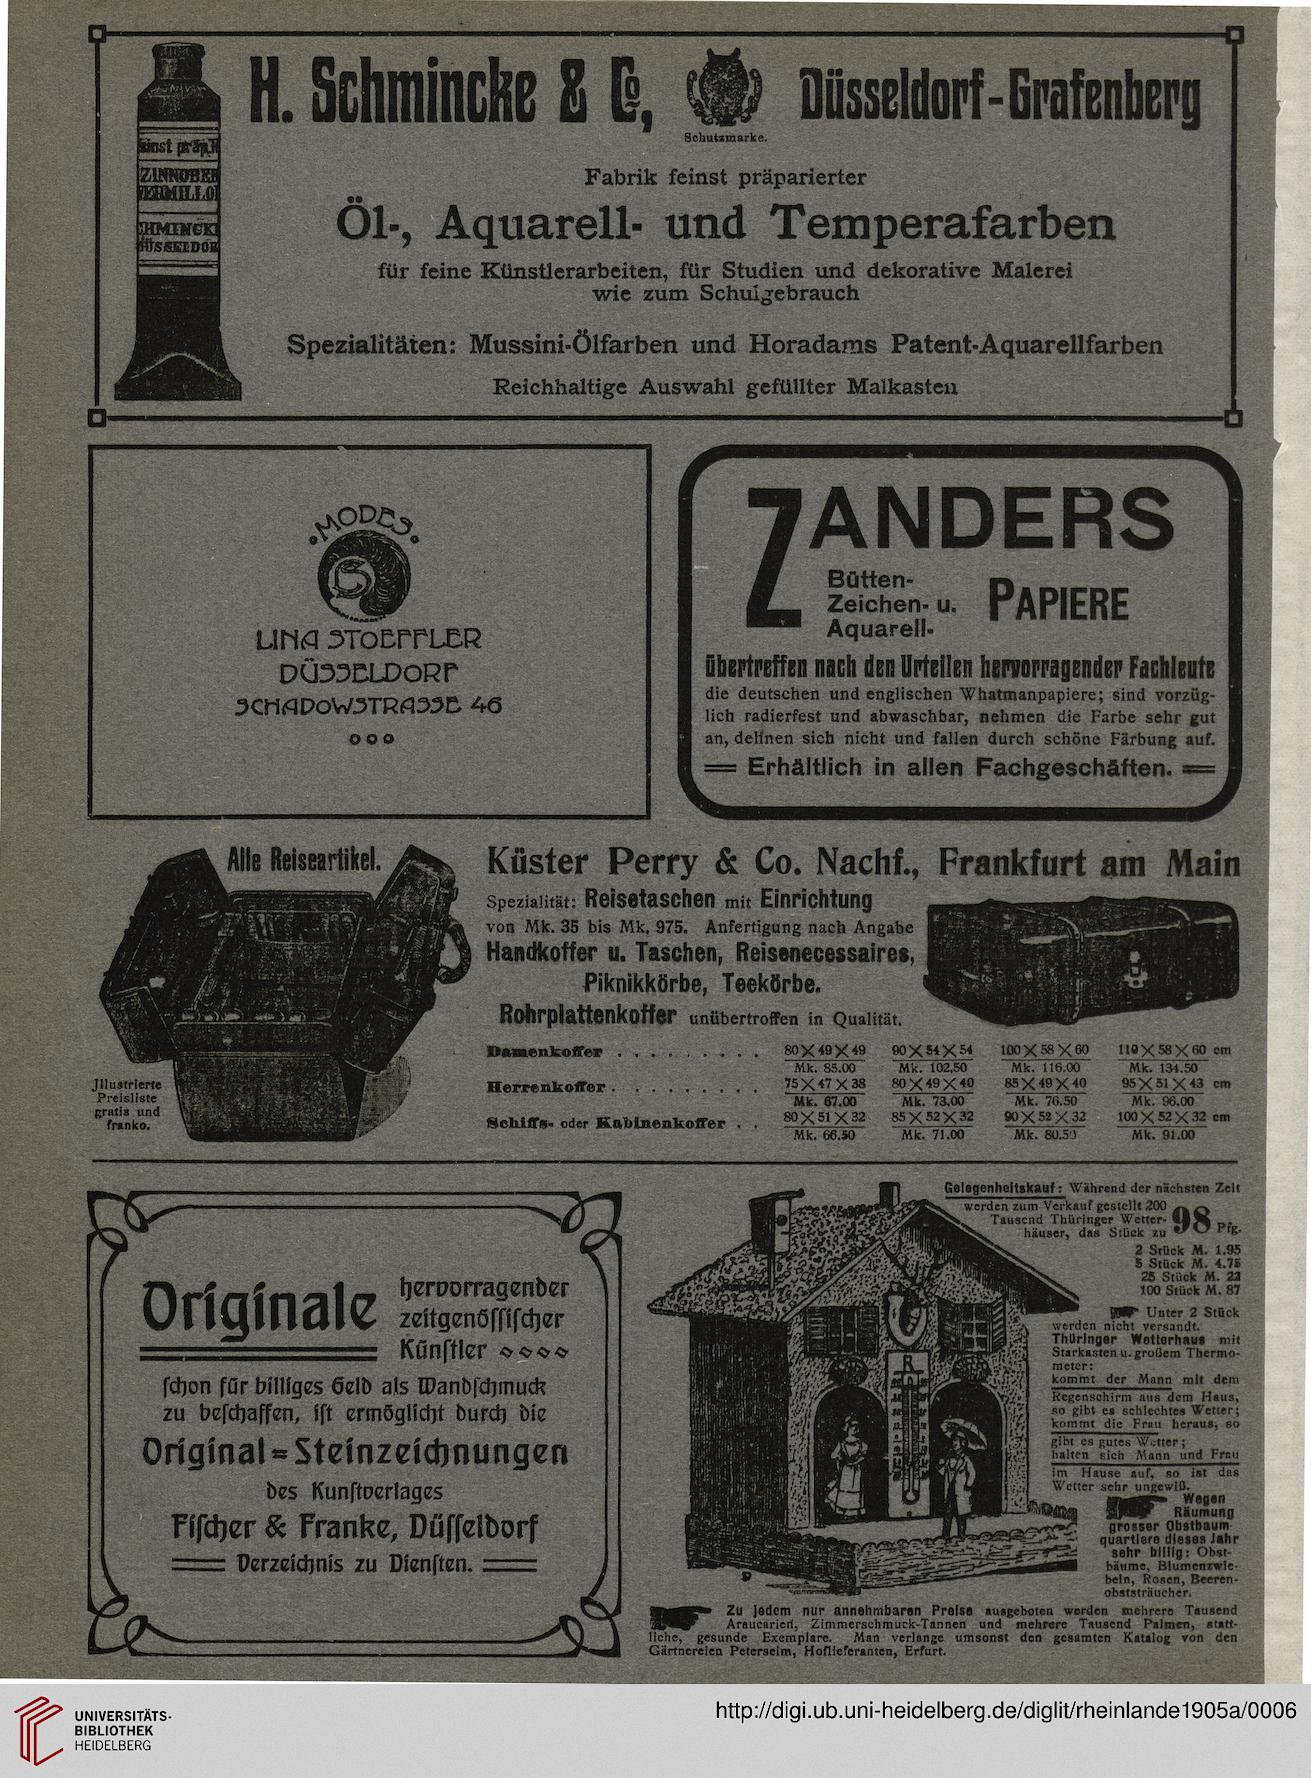 H. Schmincke & Co,
Schutzmarke.
Düsseldorf-Grafenberg
feinst präp.
ZINNOBER
VERMILLO
SCHMINCK
DÜSSELDOR
Fabrik feinst präparierter
Öl-, Aquarell- und Temperafarben
für feine Künstlerarbeiten, für Studien und dekorative Malerei
wie zum Schulgebrauch
Spezialitäten: Mussini-Ölfarben und Horadams Patent-Aquarellfarben
Reichhaltige Auswahl gefüllter Malkasten
MODES
LINA STOEFFLER
DÜSSELDORF
SCHADOWSTRASSE 46
ZANDERS
Bütten-
Zeichen- u.
Aquarell-
PAPIERE
übertreffen nach den Urteilen hervorragender Fachleute
die deutschen und englischen Whatmanpapiere; sind vorzüg-
lich radierfest und abwaschbar, nehmen die Farbe sehr gut
an, dehnen sich nicht und fallen durch schöne Färbung auf.
Erhältlich in allen Fachgeschäften.
Alle Reiseartikel.
Jllustrierte
Preisliste
gratis und
franko.
Küster Perry & Co. Nachf., Frankfurt am Main
Spezialität: Reisetaschen mit Einrichtung
von Mk. 35 bis Mk. 975. Anfertigung nach Angabe
Handkoffer u. Taschen, Reisenecessaires,
Piknikkörbe, Teekörbe.
Rohrplattenkoffer unübertroffen in Qualität.
Damenkoffer . . . . . . . . . 80×49×49 90×54×54 100×58×60 110×58×60 cm
Mk. 85.00 Mk. 102,50 Mk. 116.00 Mk. 134.50
Herrenkoffer . . . . . . . . . 75×47×38 80×49×40 85×49×40 95×51×43 cm
Mk. 67.00 Mk. 73.00 Mk. 76.50 Mk. 96.00
Schiffs- oder Kabinenkoffer . . 80×51×32 85×52×32 90×52×32 100×52×32 cm
Mk. 66.50 Mk. 71.00 Mk. 80.50 Mk. 91.00
Originale
hervorragender
zeitgenössischer
Künstler
schon für billiges Geld als Wandschmuck
zu beschaffen, ist ermöglicht durch die
Original=Steinzeichnungen
des Kunstverlages
Fischer & Franke, Düsseldorf
Verzeichnis zu Diensten.
Gelegenheitskauf: Während der nächsten Zeit
werden zum Verkauf gestellt 200
Tausend Thüringer Wetter-
häuser, das Stück zu 98 Pfg.
2 Stück M. 1.95
5 Stück M. 4.75
25 Stück M. 22
100 Stück M. 87
Unter 2 Stück
werden nicht versandt.
Thüringer Wetterhaus mit
Starkasten u. großem Thermo-
meter:
kommt der Mann mit dem
Regenschirm aus dem Haus,
so gibt es schlechtes Wetter;
kommt die Frau heraus, so
gibt es gutes Wetter;
halten sich Mann und Frau
im Hause auf, so ist das
Wetter sehr ungewiß.
Wegen
Räumung
grosser Obstbaum-
quartiere dieses Jahr
sehr billig: Obst-
bäume, Blumenzwie-
beln, Rosen, Beeren-
obststräucher.
Zu jedem nur annehmbaren Preise ausgeboten werden mehrere Tausend
Araucarien, Zimmerschmuck-Tannen und mehrere Tausend Palmen, statt-
liche, gesunde Exemplare. Man verlange umsonst den gesamten Katalog von den
Gärtnereien Peterseim, Hoflieferanten, Erfurt.
UNIVERSITÄTS-
BIBLIOTHEK
HEIDELBERG
http://digi.ub.uni-heidelberg.de/diglit/rheinlande1905a/0006